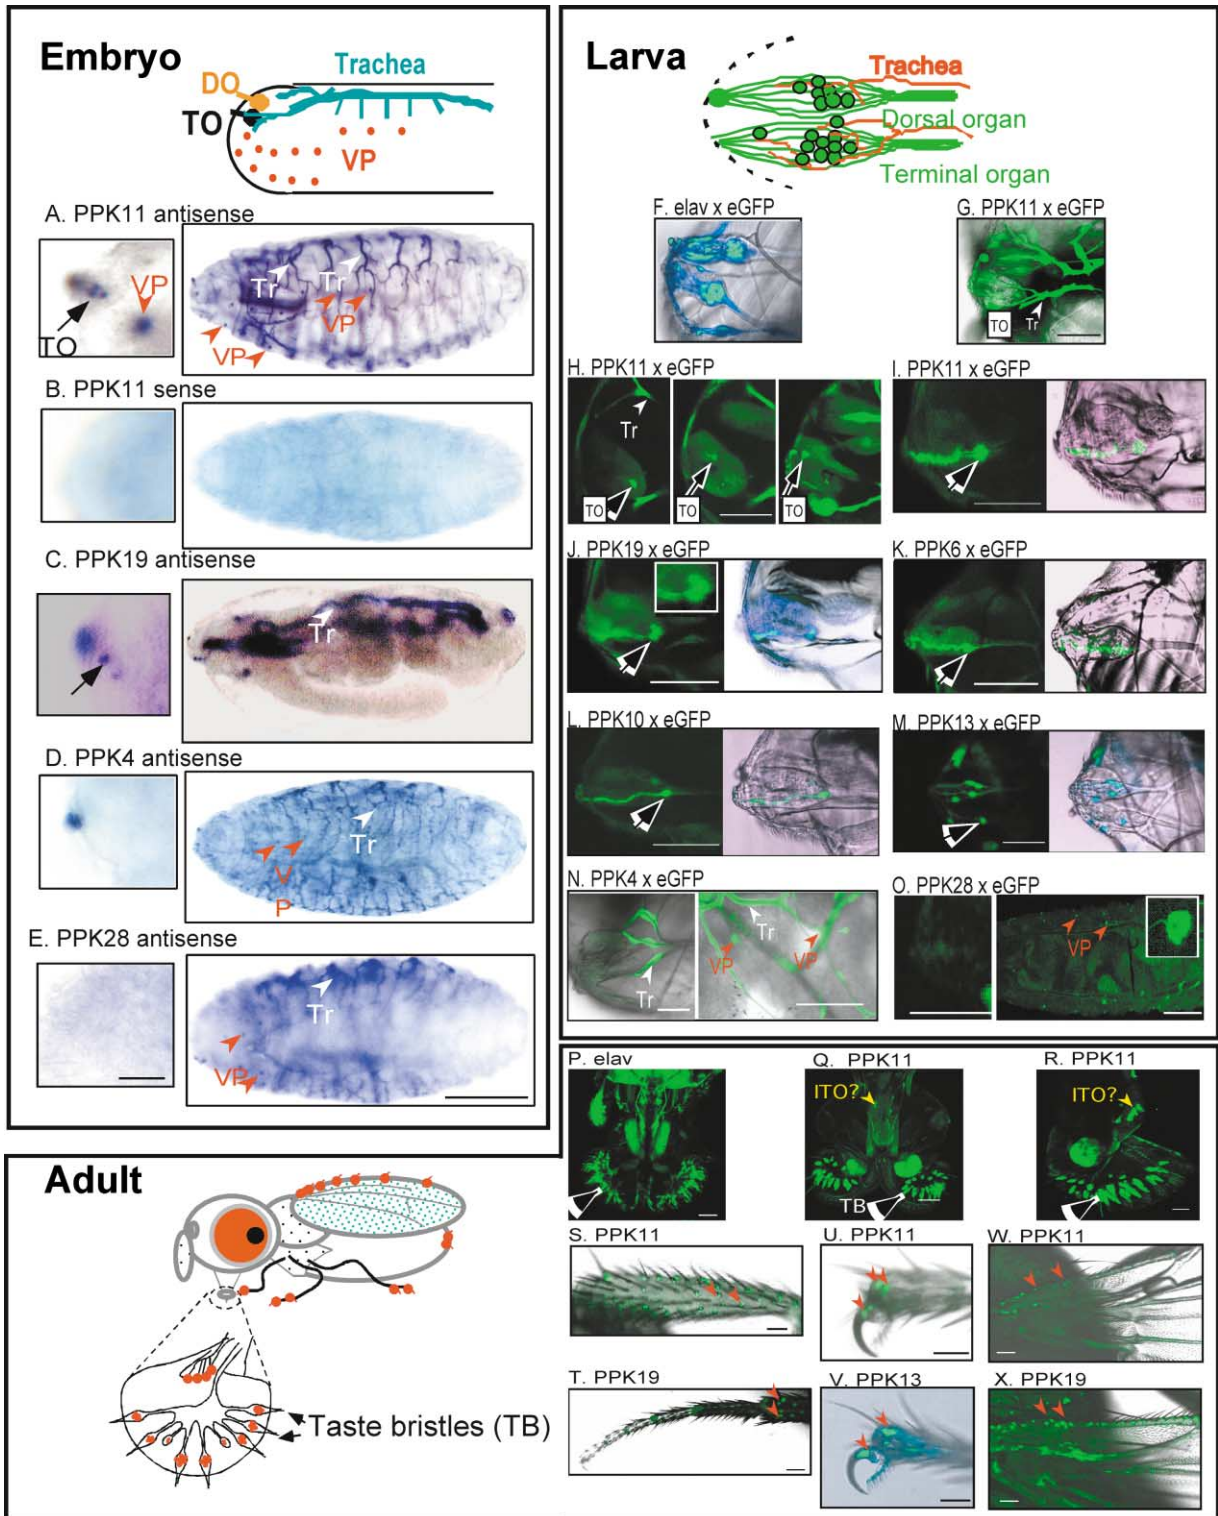 Embryo
Trachea
DO
TO
VP
A. PPK11 antisense
VP
TO
Tr
Tr
VP
VP
B. PPK11 sense
C. PPK19 antisense
Tr
D. PPK4 antisense
Tr
V
P
E. PPK28 antisense
Tr
VP
Larva
Trachea
Dorsal organ
Terminal organ
F. elav x eGFP
G. PPK11 x eGFP
TO
Tr
H. PPK11 x eGFP
I. PPK11 x eGFP
Tr
TO
TO
TO
J. PPK19 x eGFP
K. PPK6 x eGFP
L. PPK10 x eGFP
M. PPK13 x eGFP
N. PPK4 x eGFP
O. PPK28 x eGFP
Tr
VP
VP
Tr
VP
P. elav
Q. PPK11
R. PPK11
ITO?
ITO?
TB
S. PPK11
U. PPK11
W. PPK11
T. PPK19
V. PPK13
X. PPK19
Adult
Taste bristles (TB)